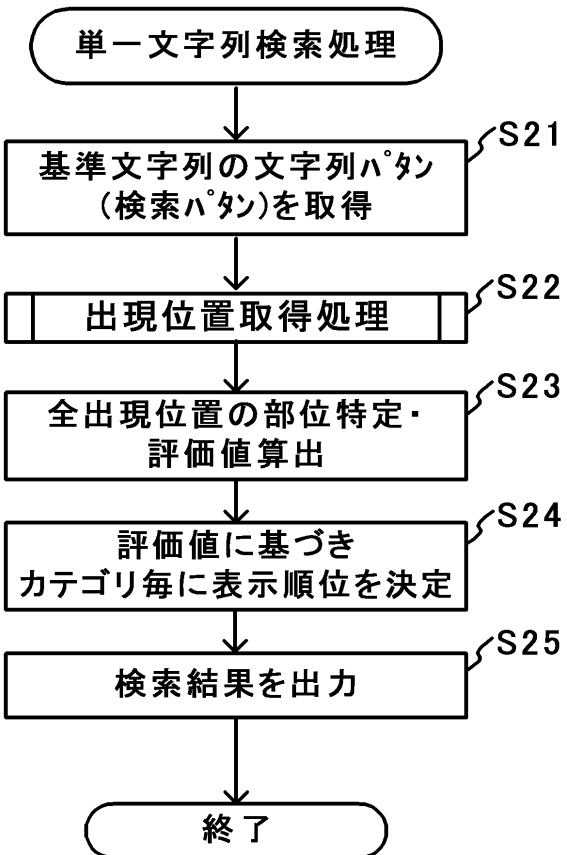 単一文字列検索処理
S21
基準文字列の文字列ﾊﾟﾀﾝ
(検索ﾊﾟﾀﾝ)を取得
S22
出現位置取得処理
S23
全出現位置の部位特定・
評価値算出
S24
評価値に基づき
カテゴリ毎に表示順位を決定
S25
検索結果を出力
終了